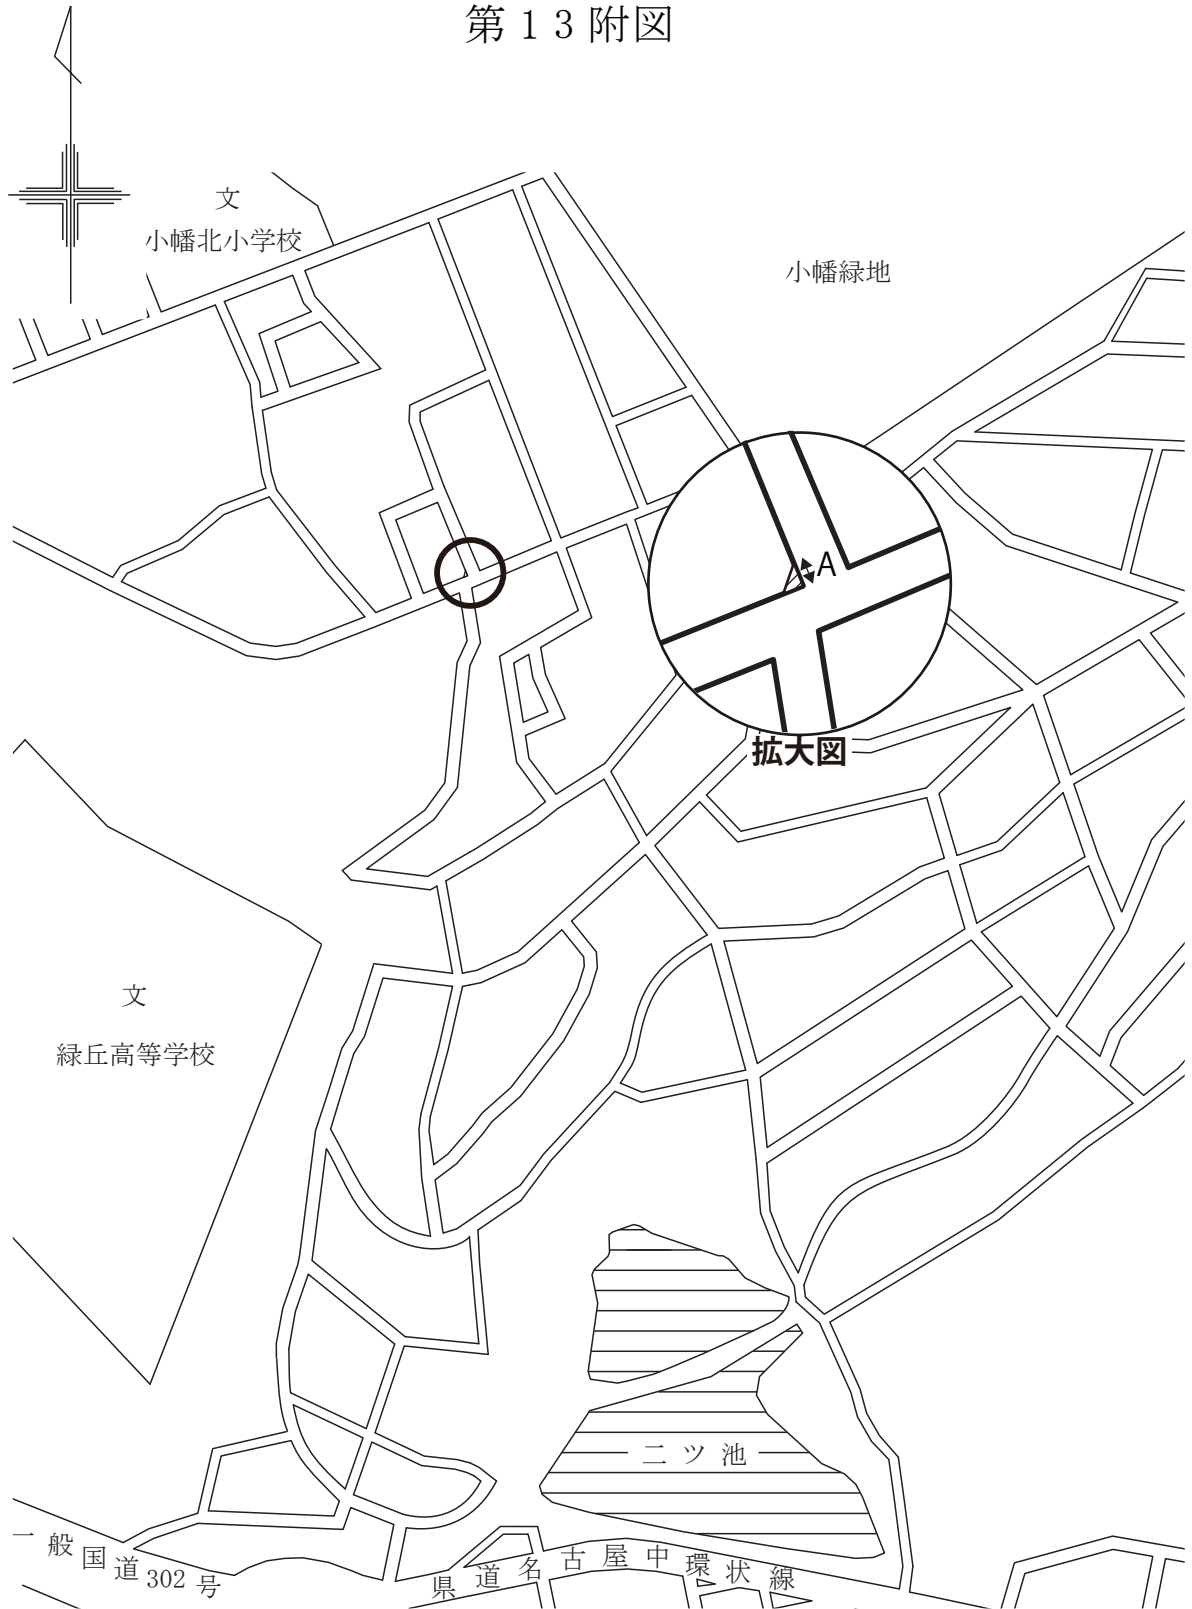 第13附図
文
小幡北小学校
小幡緑地
A
拡大図
文
緑丘高等学校
二ツ池
一般国道302号
県道名古屋中環状線